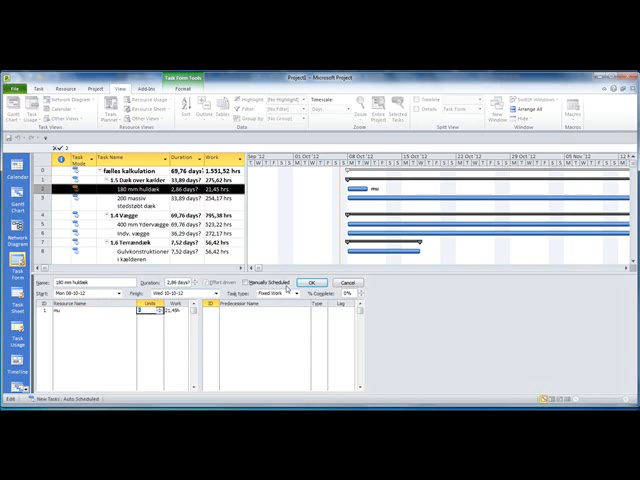 Task Form Tools
Project1 - Microsoft Project
File Task Resource Project View Add-Ins Format
Gantt Chart Task Usage Network Diagram Calendar Resource Usage Resource Sheet Team Planner Sort Outline Tables Highlight: [No Highlight] Filter: [No Filter] Group by: [No Group] Timescale: Days Zoom Entire Project Selected Tasks Timeline Details Task Form New Window Switch Windows Arrange All Macros
Task Views Resource Views Data Zoom Split View Window Macros
2
Task Mode Task Name Duration Work
Sep '12 01 Oct '12 08 Oct '12 15 Oct '12 22 Oct '12 29 Oct '12 05 Nov '12
0 fælles kalkulation 69,76 days? 1.551,52 hrs
1 1.5 Dæk over kælder 33,89 days? 275,62 hrs
2 180 mm huldæk 2,86 days? 21,45 hrs mu
3 200 massiv stedstøbt dæk 33,89 days? 254,17 hrs
4 1.4 Vægge 69,76 days? 795,38 hrs
5 400 mm Ydervægge 69,76 days? 523,18 hrs
6 Indv. vægge 36,29 days? 272,2 hrs
7 1.6 Terrændæk 7,52 days? 56,42 hrs
8 Gulvkonstruktioner i kælderen 7,52 days? 56,42 hrs
Calendar
Gantt Chart
Network Diagram
Task Form
Task Sheet
Task Usage
Timeline
Name: 180 mm huldæk Duration: 2,86 days? Effort driven Manually Scheduled OK Cancel
Start: Mon 08-10-12 Finish: Wed 10-10-12 Task type: Fixed Work % Complete: 0%
ID Resource Name Units Work ID Predecessor Name Type Lag
1 mu 21,45h
Edit New Tasks : Auto Scheduled